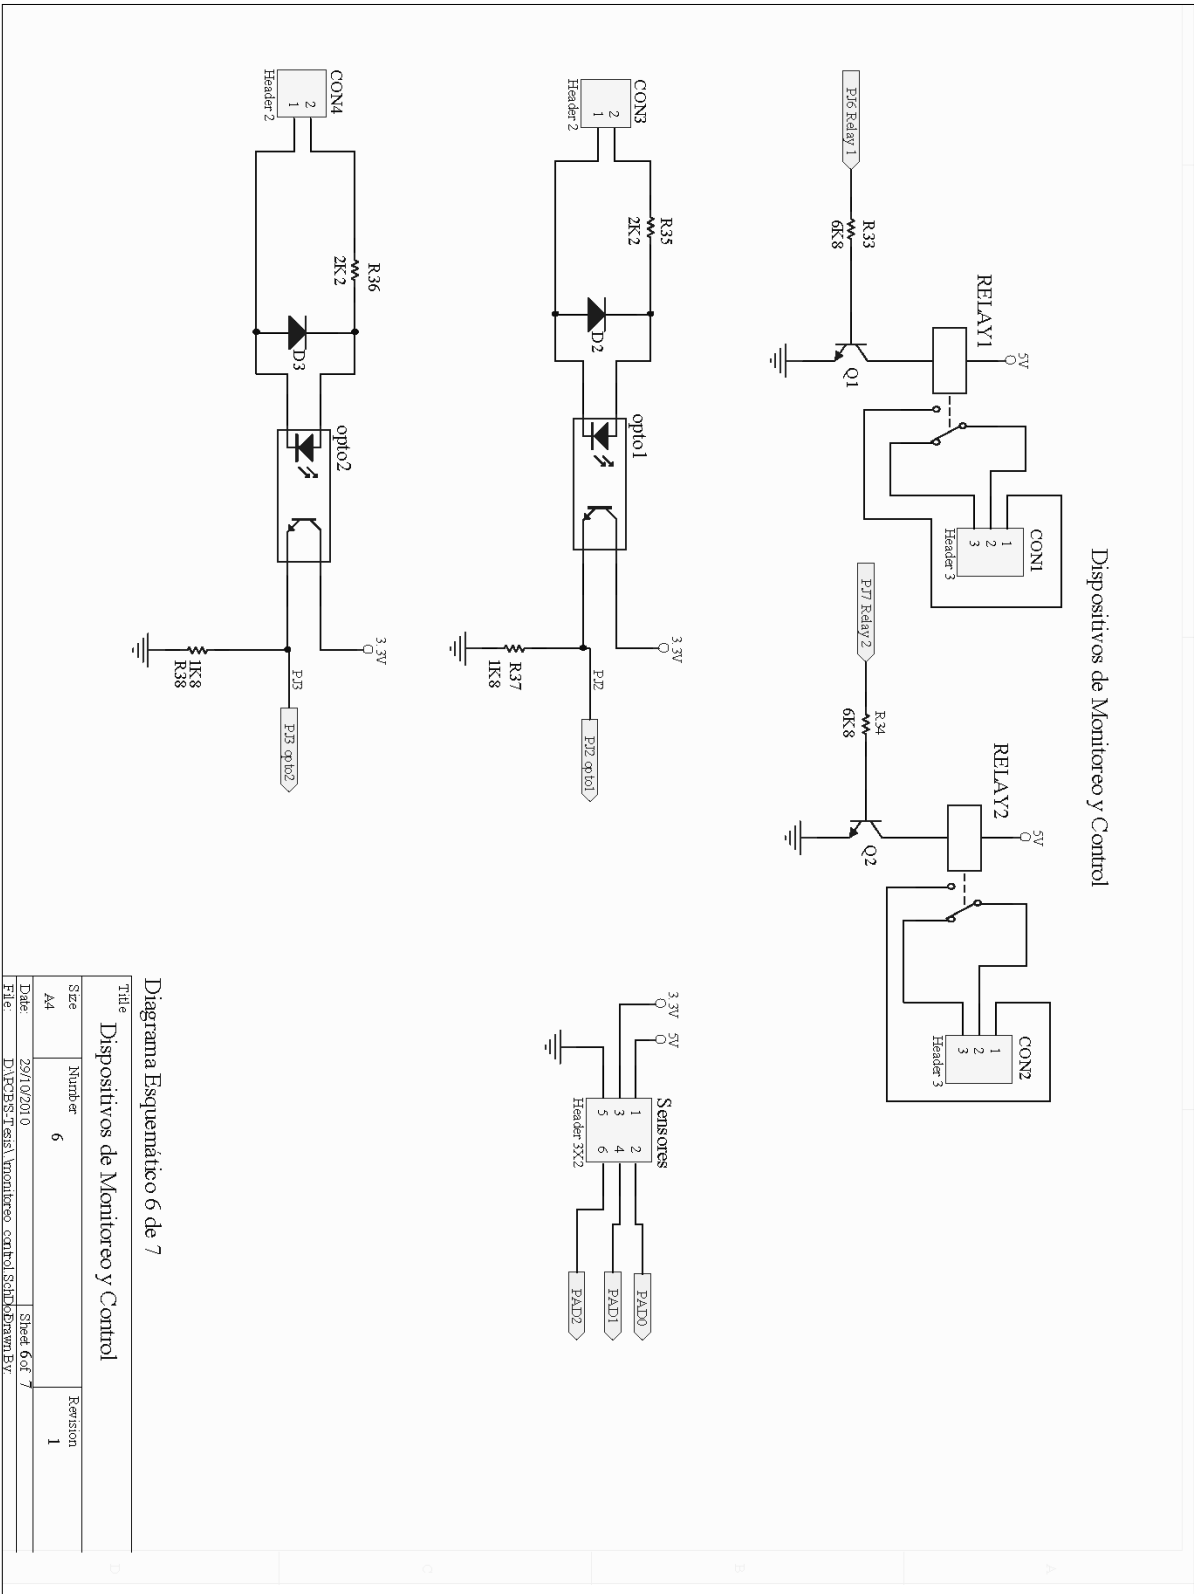 Dispositivos de Monitoreo y Control
RELAY1
5V
PJ6 Relay 1
R33
6K8
Q1
CON1
1
2
3
Header 3
RELAY2
5V
PJ7 Relay 2
R34
6K8
Q2
CON2
1
2
3
Header 3
CON3
2
1
Header 2
R35
2K2
D2
opto1
3.3V
PJ2
PJ2 opto1
R37
1K8
Sensores
3.3V
5V
1
2
3
4
5
6
Header 3X2
PAD0
PAD1
PAD2
CON4
2
1
Header 2
R36
2K2
D3
opto2
3.3V
PJ3
PJ3 opto2
1K8
R38
Diagrama Esquemático 6 de 7
Title
Dispositivos de Monitoreo y Control
Size
A4
Number
6
Revision
1
Date:
29/10/2010
Sheet 6 of 7
File:
D:\PCB'S-Tesis\..\monitoreo_control.SchDoc
Drawn By:
A
B
C
D